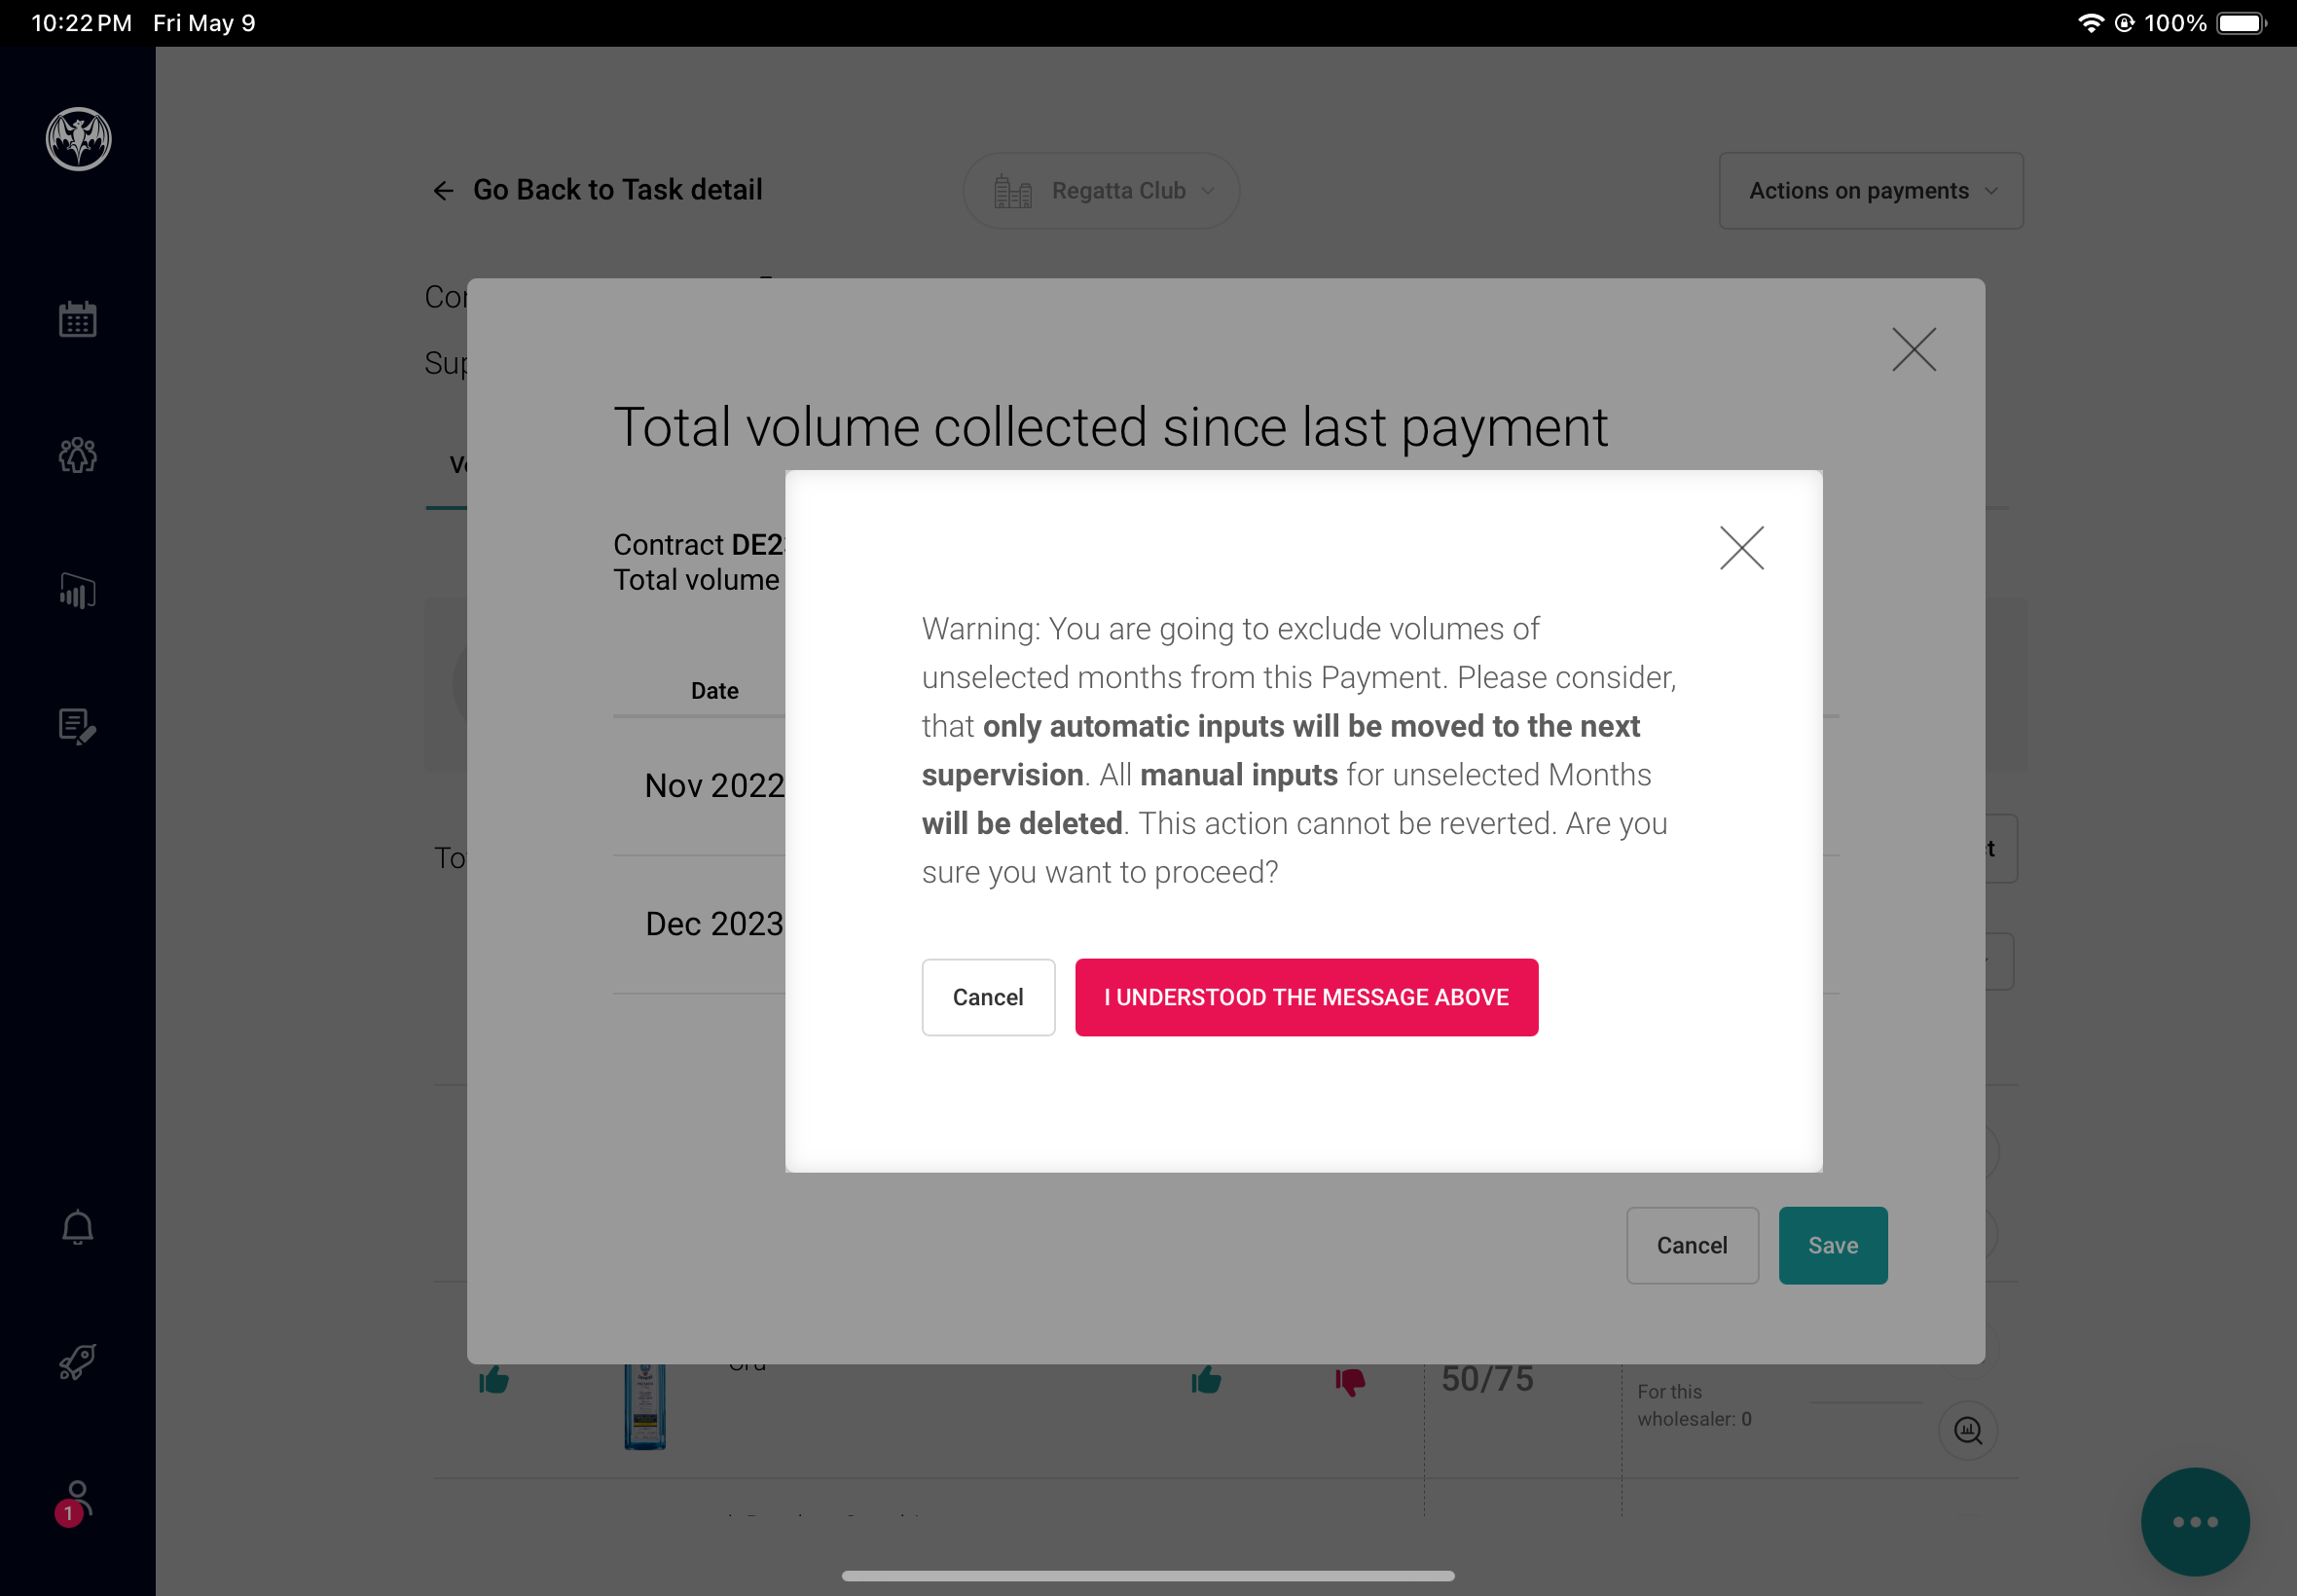 10:22 PM Fri May 9
100%
Go Back to Task detail
Regatta Club
Actions on payments
Total volume collected since last payment
Contract
Total volume
Warning: You are going to exclude volumes of
unselected months from this Payment. Please consider,
that only automatic inputs will be moved to the next
supervision. All manual inputs for unselected Months
will be deleted. This action cannot be reverted. Are you
sure you want to proceed?
Cancel
I UNDERSTOOD THE MESSAGE ABOVE
Date
Nov 2022
Dec 2023
Cancel
Save
50/75
For this
wholesaler: 0
1